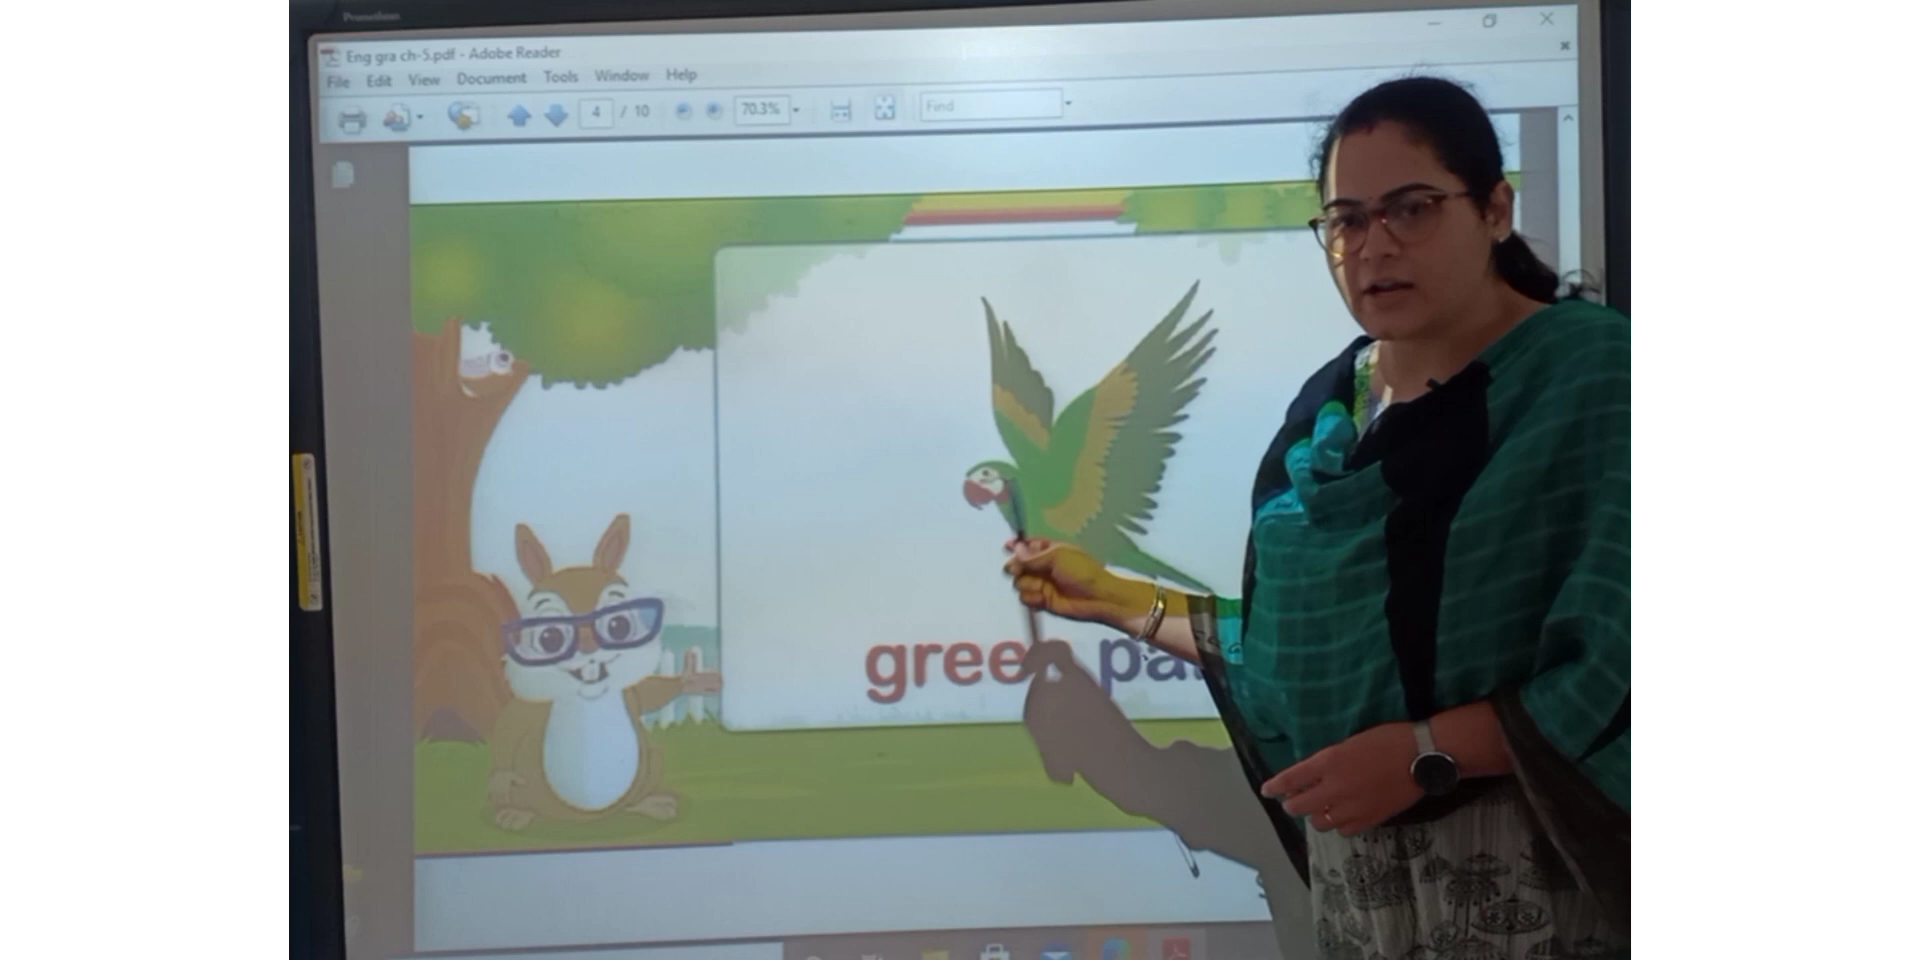 Promethean
Eng gra ch-5.pdf - Adobe Reader
File Edit View Document Tools Window Help
4 / 10 70.3% Find
green pa